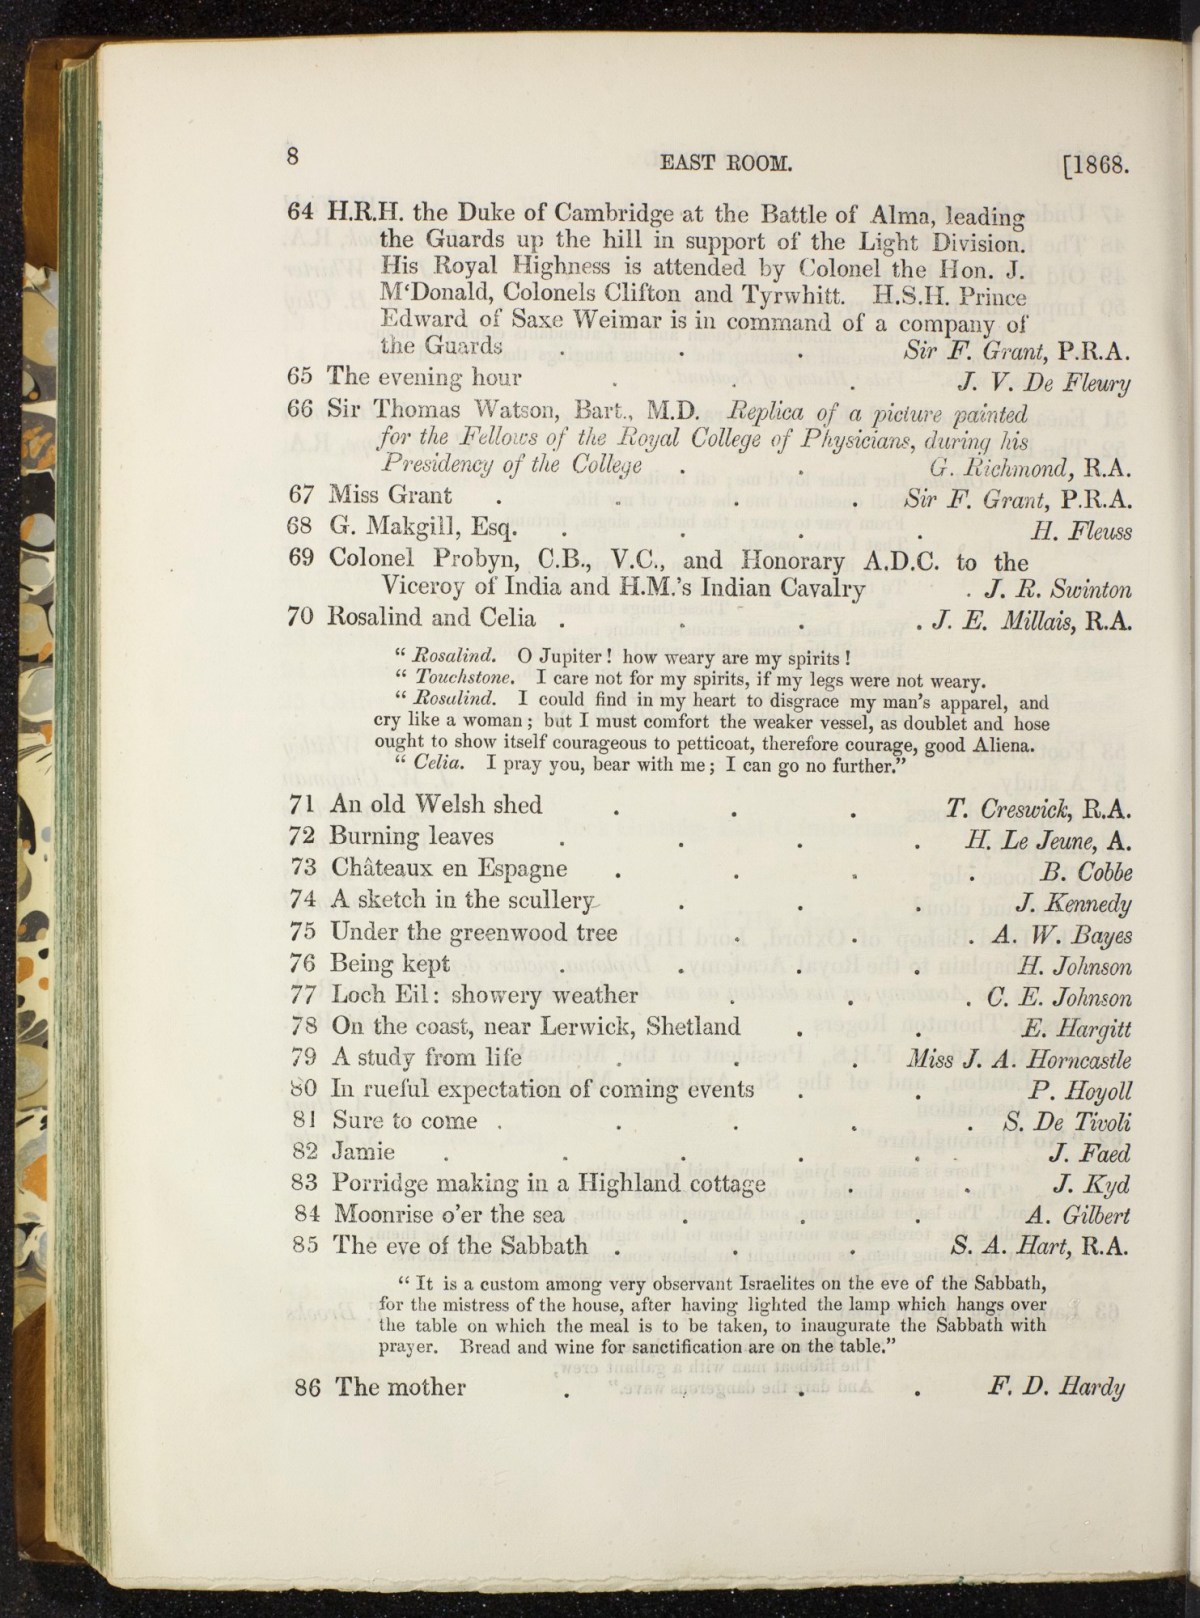 8 EAST ROOM. [1868.
64 H.R.H. the Duke of Cambridge at the Battle of Alma, leading
the Guards up the hill in support of the Light Division.
His Royal Highness is attended by Colonel the Hon. J.
M‘Donald, Colonels Clifton and Tyrwhitt. H.S.H. Prince
Edward of Saxe Weimar is in command of a company of
the Guards . . . Sir F. Grant, P.R.A.
65 The evening hour . . . J. V. De Fleury
66 Sir Thomas Watson, Bart., M.D. Replica of a picture painted
for the Fellows of the Royal College of Physicians, during his
Presidency of the College . . G. Richmond, R.A.
67 Miss Grant . . . . Sir F. Grant, P.R.A.
68 G. Makgill, Esq. . . . . H. Fleuss
69 Colonel Probyn, C.B., V.C., and Honorary A.D.C. to the
Viceroy of India and H.M.'s Indian Cavalry . J. R. Swinton
70 Rosalind and Celia . . . . J. E. Millais, R.A.
“ Rosalind. O Jupiter ! how weary are my spirits !
“ Touchstone. I care not for my spirits, if my legs were not weary.
“ Rosalind. I could find in my heart to disgrace my man's apparel, and
cry like a woman ; but I must comfort the weaker vessel, as doublet and hose
ought to show itself courageous to petticoat, therefore courage, good Aliena.
“ Celia. I pray you, bear with me ; I can go no further.”
71 An old Welsh shed . . . T. Creswick, R.A.
72 Burning leaves . . . . H. Le Jeune, A.
73 Châteaux en Espagne . . . . B. Cobbe
74 A sketch in the scullery . . . J. Kennedy
75 Under the greenwood tree . . . A. W. Bayes
76 Being kept . . . . H. Johnson
77 Loch Eil : showery weather . . . C. E. Johnson
78 On the coast, near Lerwick, Shetland . . E. Hargitt
79 A study from life . . . Miss J. A. Horncastle
80 In rueful expectation of coming events . . P. Hoyoll
81 Sure to come . . . . . S. De Tivoli
82 Jamie . . . . . J. Faed
83 Porridge making in a Highland cottage . . J. Kyd
84 Moonrise o'er the sea . . . A. Gilbert
85 The eve of the Sabbath . . . S. A. Hart, R.A.
“ It is a custom among very observant Israelites on the eve of the Sabbath,
for the mistress of the house, after having lighted the lamp which hangs over
the table on which the meal is to be taken, to inaugurate the Sabbath with
prayer. Bread and wine for sanctification are on the table.”
86 The mother . . . . F. D. Hardy